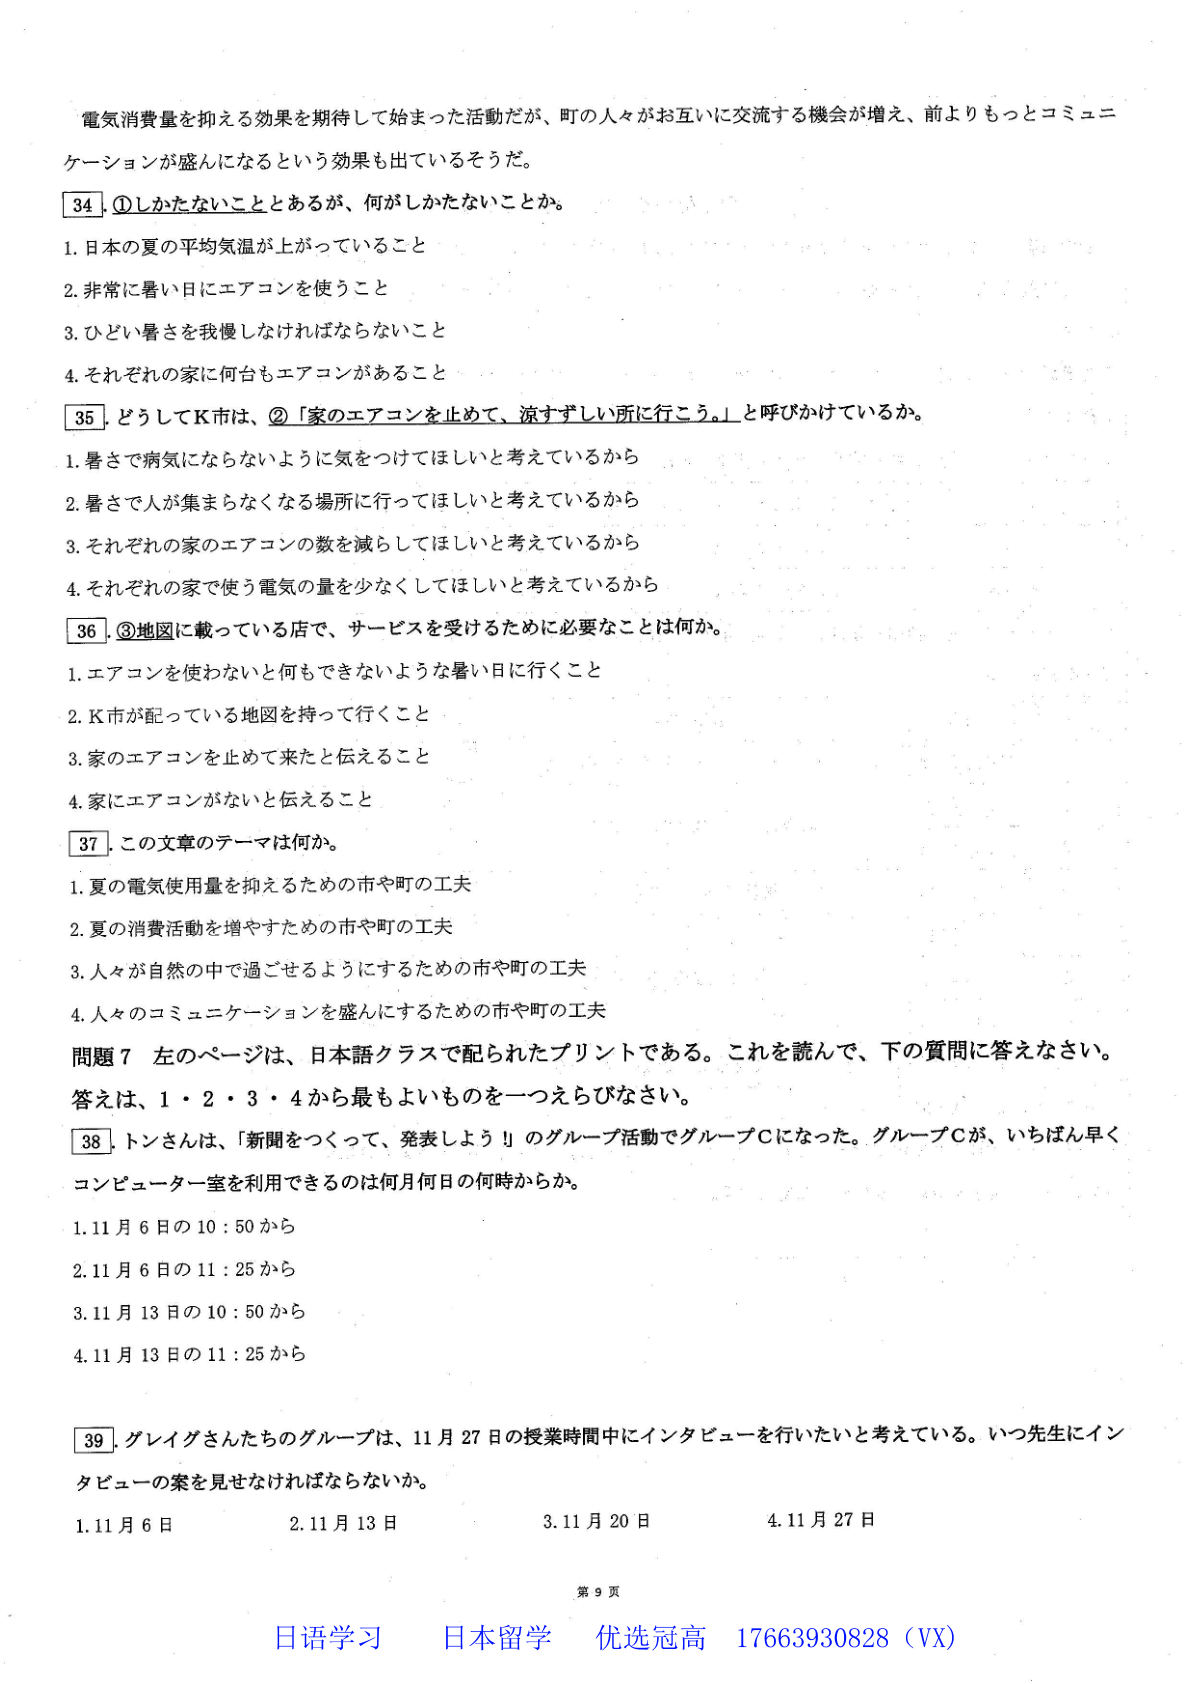 電気消費量を抑える効果を期待して始まった活動だが、町の人々がお互いに交流する機会が増え、前よりもっとコミュニ
ケーションが盛んになるという効果も出ているそうだ。
34.①しかたないこととあるが、何がしかたないことか。
1.日本の夏の平均気温が上がっていること
2.非常に暑い日にエアコンを使うこと
3.ひどい暑さを我慢しなければならないこと
4.それぞれの家に何台もエアコンがあること
35.どうしてK市は、②「家のエアコンを止めて、涼すずしい所に行こう。」と呼びかけているか。
1.暑さで病気にならないように気をつけてほしいと考えているから
2.暑さで人が集まらなくなる場所に行ってほしいと考えているから
3.それぞれの家のエアコンの数を減らしてほしいと考えているから
4.それぞれの家で使う電気の量を少なくしてほしいと考えているから
36.③地図に載っている店で、サービスを受けるために必要なことは何か。
1.エアコンを使わないと何もできないような暑い日に行くこと
2.K市が配っている地図を持って行くこと
3.家のエアコンを止めて来たと伝えること
4.家にエアコンがないと伝えること
37.この文章のテーマは何か。
1.夏の電気使用量を抑えるための市や町の工夫
2.夏の消費活動を増やすための市や町の工夫
3.人々が自然の中で過ごせるようにするための市や町の工夫
4.人々のコミュニケーションを盛んにするための市や町の工夫
問題7　左のページは、日本語クラスで配られたプリントである。これを読んで、下の質問に答えなさい。
答えは、1・2・3・4から最もよいものを一つえらびなさい。
38.トンさんは、「新聞をつくって、発表しよう!」のグループ活動でグループCになった。グループCが、いちばん早く
コンピューター室を利用できるのは何月何日の何時からか。
1.11月6日の10：50から
2.11月6日の11：25から
3.11月13日の10：50から
4.11月13日の11：25から
39.グレイグさんたちのグループは、11月27日の授業時間中にインタビューを行いたいと考えている。いつ先生にイン
タビューの案を見せなければならないか。
1.11月6日　2.11月13日　3.11月20日　4.11月27日
第9页
日语学习　日本留学　优选冠高　17663930828（VX)